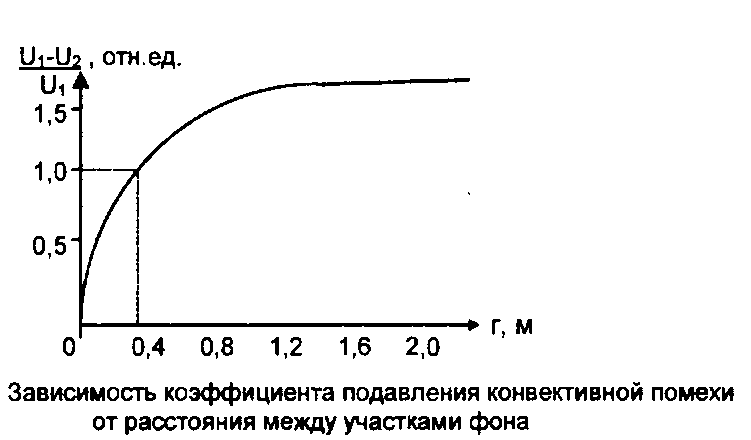 U1-U2 , отн.ед.
U1
1,5
1,0
0,5
0 0,4 0,8 1,2 1,6 2,0
г, м
Зависимость коэффициента подавления конвективной помехи
от расстояния между участками фона